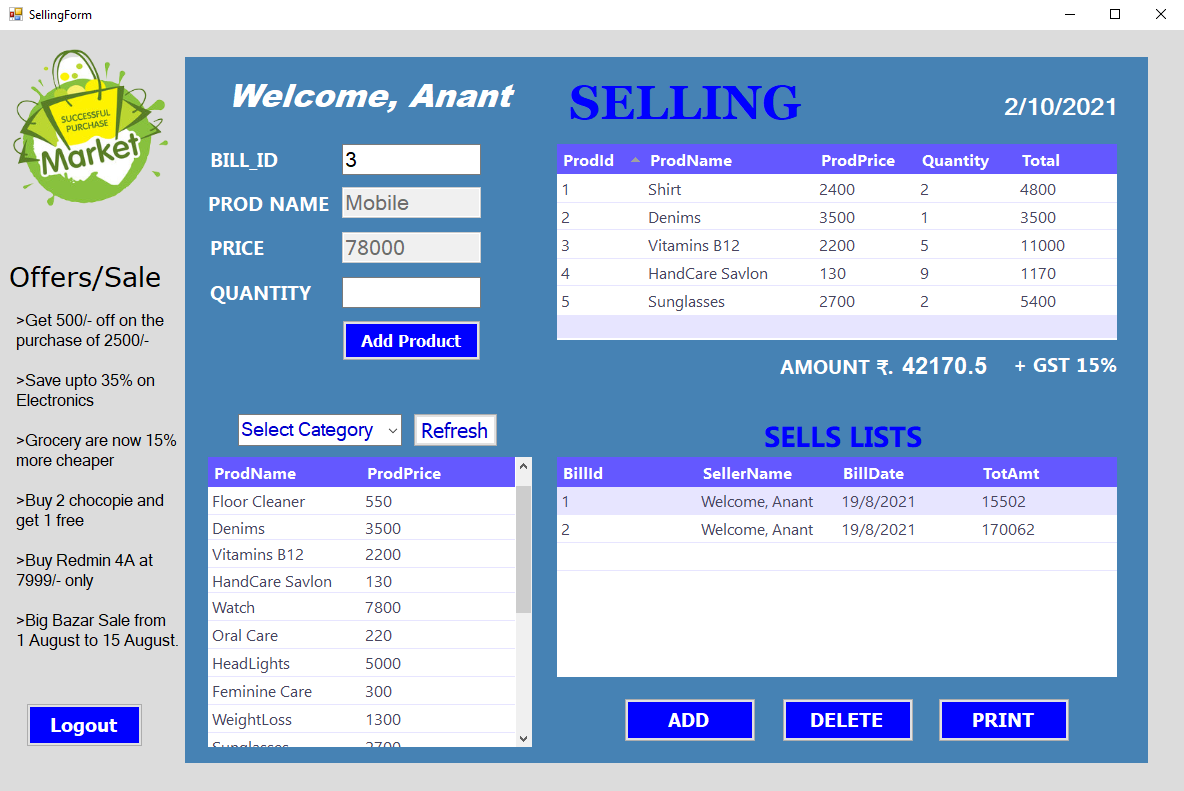 SellingForm
SUCCESSFUL
PURCHASE
Market
Offers/Sale
>Get 500/- off on the
purchase of 2500/-
>Save upto 35% on
Electronics
>Grocery are now 15%
more cheaper
>Buy 2 chocopie and
get 1 free
>Buy Redmin 4A at
7999/- only
>Big Bazar Sale from
1 August to 15 August.
Logout
Welcome, Anant
SELLING
2/10/2021
BILL_ID 3
PROD NAME Mobile
PRICE 78000
QUANTITY
Add Product
ProdId ProdName ProdPrice Quantity Total
1 Shirt 2400 2 4800
2 Denims 3500 1 3500
3 Vitamins B12 2200 5 11000
4 HandCare Savlon 130 9 1170
5 Sunglasses 2700 2 5400
AMOUNT ₹. 42170.5 + GST 15%
Select Category Refresh
ProdName ProdPrice
Floor Cleaner 550
Denims 3500
Vitamins B12 2200
HandCare Savlon 130
Watch 7800
Oral Care 220
HeadLights 5000
Feminine Care 300
WeightLoss 1300
Sunglasses 2700
SELLS LISTS
BillId SellerName BillDate TotAmt
1 Welcome, Anant 19/8/2021 15502
2 Welcome, Anant 19/8/2021 170062
ADD DELETE PRINT